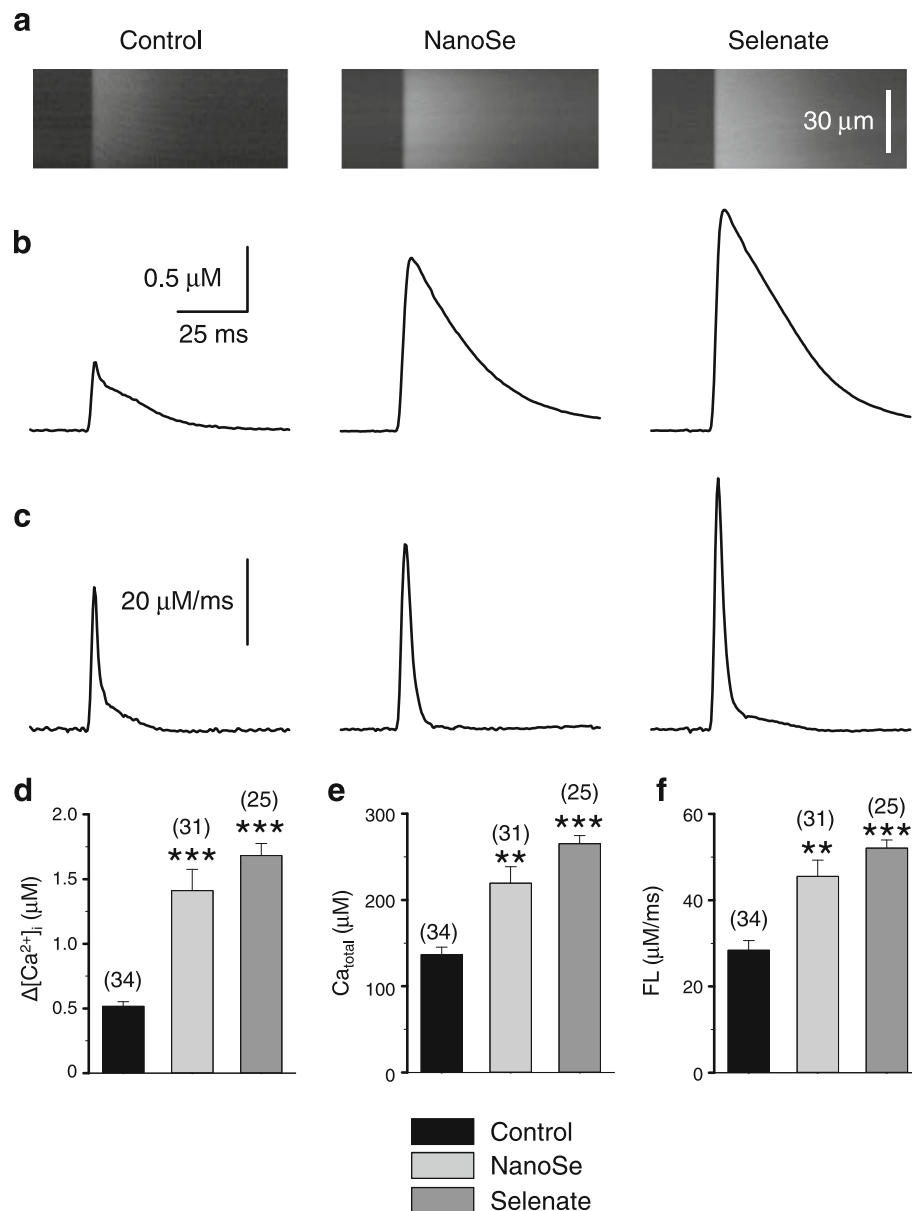 a
Control NanoSe Selenate
30 μm
b
0.5 μM
25 ms
c
20 μM/ms
d
2.0
1.5
1.0
0.5
0
Δ[Ca²⁺]ᵢ (μM)
(34)
(31)
***
(25)
***
e
300
200
100
0
Ca_total (μM)
(34)
(31)
**
(25)
***
f
60
40
20
0
FL (μM/ms)
(34)
(31)
**
(25)
***
Control
NanoSe
Selenate